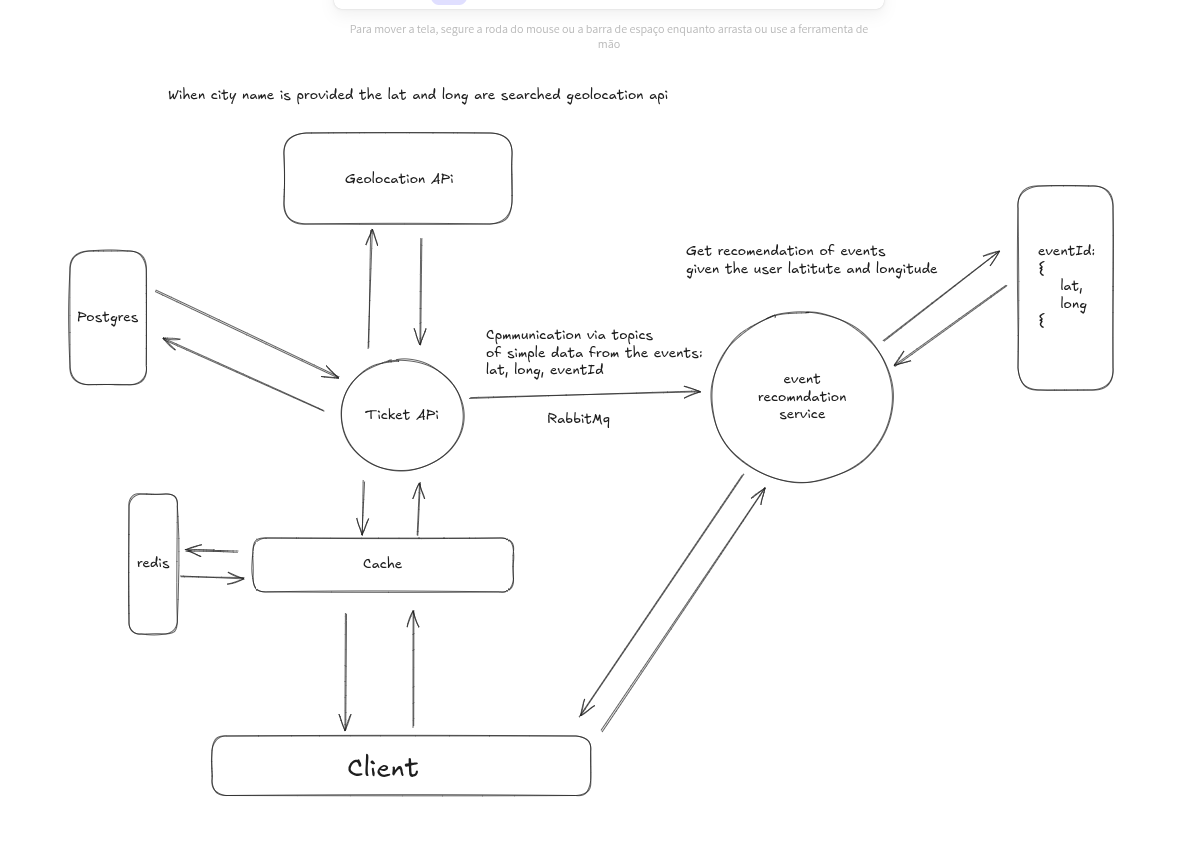 Para mover a tela, segure a roda do mouse ou a barra de espaço enquanto arrasta ou use a ferramenta de
mão
Wihen city name is provided the lat and long are searched geolocation api
Geolocation APi
Get recomendation of events
given the user latitute and longitude
eventId:
{
lat,
long
{
Postgres
Cpmmunication via topics
of simple data from the events:
lat, long, eventId
Ticket APi
RabbitMq
event
recomndation
service
redis
Cache
Client